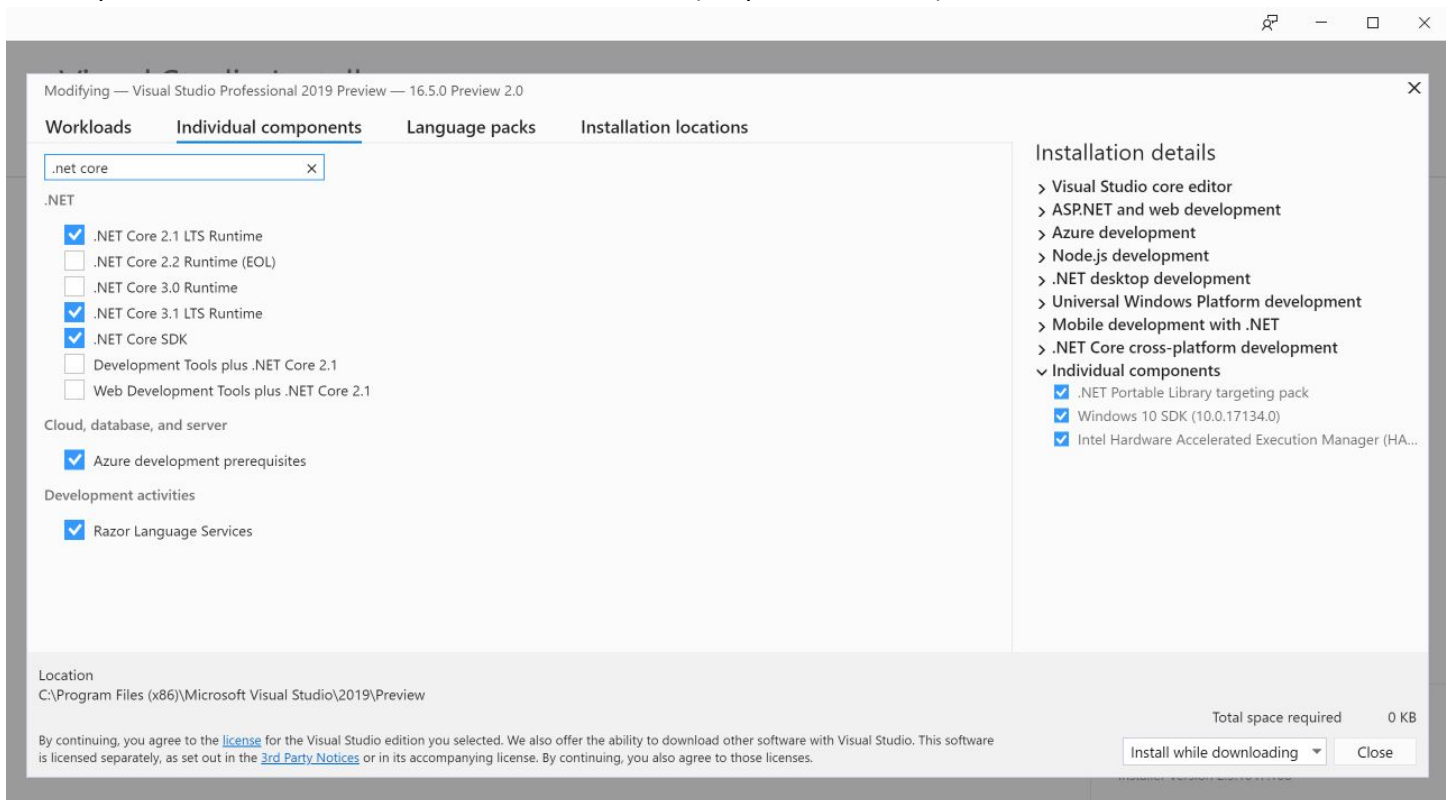 Modifying — Visual Studio Professional 2019 Preview — 16.5.0 Preview 2.0
Workloads Individual components Language packs Installation locations
.net core
.NET
.NET Core 2.1 LTS Runtime
.NET Core 2.2 Runtime (EOL)
.NET Core 3.0 Runtime
.NET Core 3.1 LTS Runtime
.NET Core SDK
Development Tools plus .NET Core 2.1
Web Development Tools plus .NET Core 2.1
Cloud, database, and server
Azure development prerequisites
Development activities
Razor Language Services
Installation details
Visual Studio core editor
ASP.NET and web development
Azure development
Node.js development
.NET desktop development
Universal Windows Platform development
Mobile development with .NET
.NET Core cross-platform development
Individual components
.NET Portable Library targeting pack
Windows 10 SDK (10.0.17134.0)
Intel Hardware Accelerated Execution Manager (HA...
Location
C:\Program Files (x86)\Microsoft Visual Studio\2019\Preview
Total space required 0 KB
By continuing, you agree to the license for the Visual Studio edition you selected. We also offer the ability to download other software with Visual Studio. This software
is licensed separately, as set out in the 3rd Party Notices or in its accompanying license. By continuing, you also agree to those licenses.
Install while downloading Close